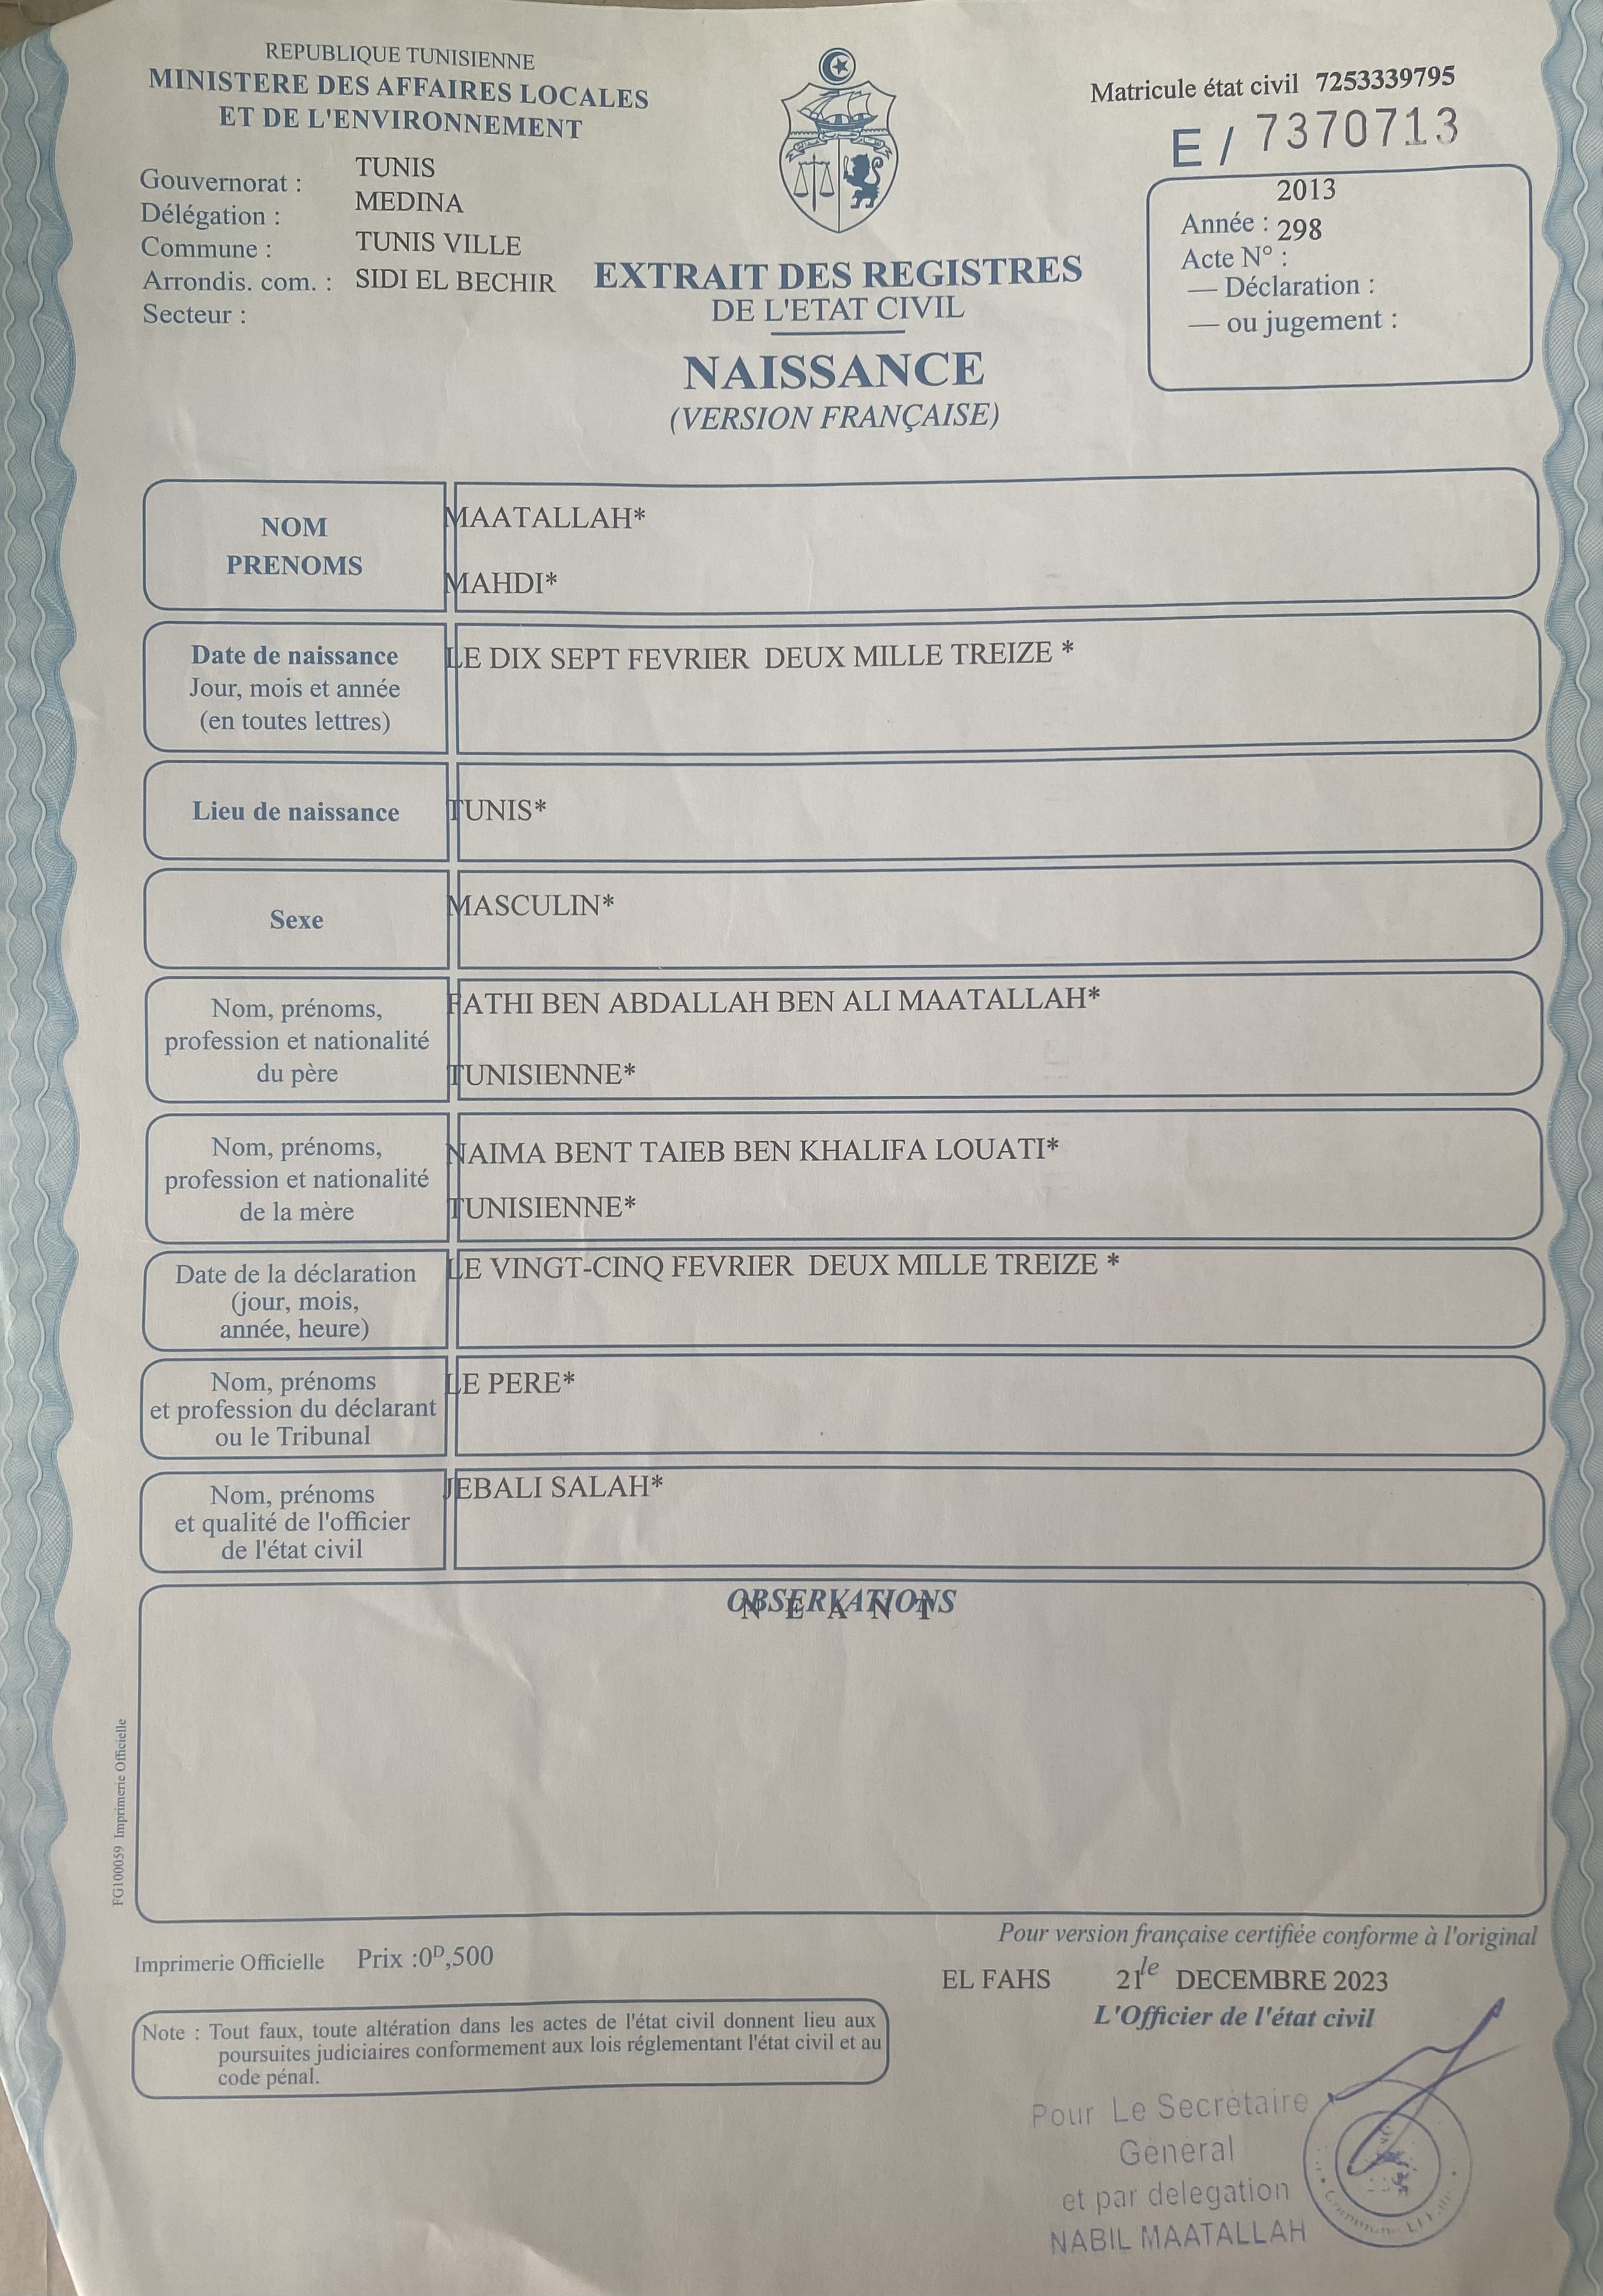 REPUBLIQUE TUNISIENNE
MINISTERE DES AFFAIRES LOCALES
ET DE L'ENVIRONNEMENT
Gouvernorat : TUNIS
Délégation : MEDINA
Commune : TUNIS VILLE
Arrondis. com. : SIDI EL BECHIR
Secteur :
Matricule état civil 7253339795
E / 7370713
2013
Année : 298
Acte N° :
— Déclaration :
— ou jugement :
EXTRAIT DES REGISTRES
DE L'ETAT CIVIL
NAISSANCE
(VERSION FRANÇAISE)
NOM
PRENOMS
MAATALLAH*
MAHDI*
Date de naissance
Jour, mois et année
(en toutes lettres)
LE DIX SEPT FEVRIER DEUX MILLE TREIZE *
Lieu de naissance
TUNIS*
Sexe
MASCULIN*
Nom, prénoms,
profession et nationalité
du père
FATHI BEN ABDALLAH BEN ALI MAATALLAH*
TUNISIENNE*
Nom, prénoms,
profession et nationalité
de la mère
NAIMA BENT TAIEB BEN KHALIFA LOUATI*
TUNISIENNE*
Date de la déclaration
(jour, mois,
année, heure)
LE VINGT-CINQ FEVRIER DEUX MILLE TREIZE *
Nom, prénoms
et profession du déclarant
ou le Tribunal
LE PERE*
Nom, prénoms
et qualité de l'officier
de l'état civil
JEBALI SALAH*
OBSERVATIONS
N E A N T
FG100059 Imprimerie Officielle
Pour version française certifiée conforme à l'original
Imprimerie Officielle Prix :0ᴰ,500
EL FAHS 21 le DECEMBRE 2023
L'Officier de l'état civil
Note : Tout faux, toute altération dans les actes de l'état civil donnent lieu aux
poursuites judiciaires conformement aux lois réglementant l'état civil et au
code pénal.
Pour Le Secrétaire
Général
et par delegation
NABIL MAATALLAH